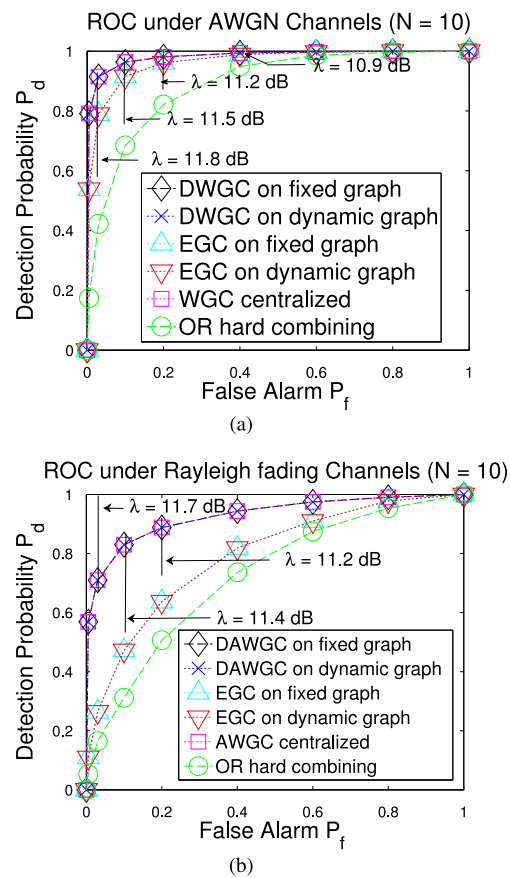 ROC under AWGN Channels (N = 10)
Detection Probability P_d
1
0.8
0.6
0.4
0.2
0
λ = 10.9 dB
λ = 11.2 dB
λ = 11.5 dB
λ = 11.8 dB
DWGC on fixed graph
DWGC on dynamic graph
EGC on fixed graph
EGC on dynamic graph
WGC centralized
OR hard combining
0 0.2 0.4 0.6 0.8 1
False Alarm P_f
(a)
ROC under Rayleigh fading Channels (N = 10)
Detection Probability P_d
1
0.8
0.6
0.4
0.2
0
λ = 11.7 dB
λ = 11.2 dB
λ = 11.4 dB
DAWGC on fixed graph
DAWGC on dynamic graph
EGC on fixed graph
EGC on dynamic graph
AWGC centralized
OR hard combining
0 0.2 0.4 0.6 0.8 1
False Alarm P_f
(b)